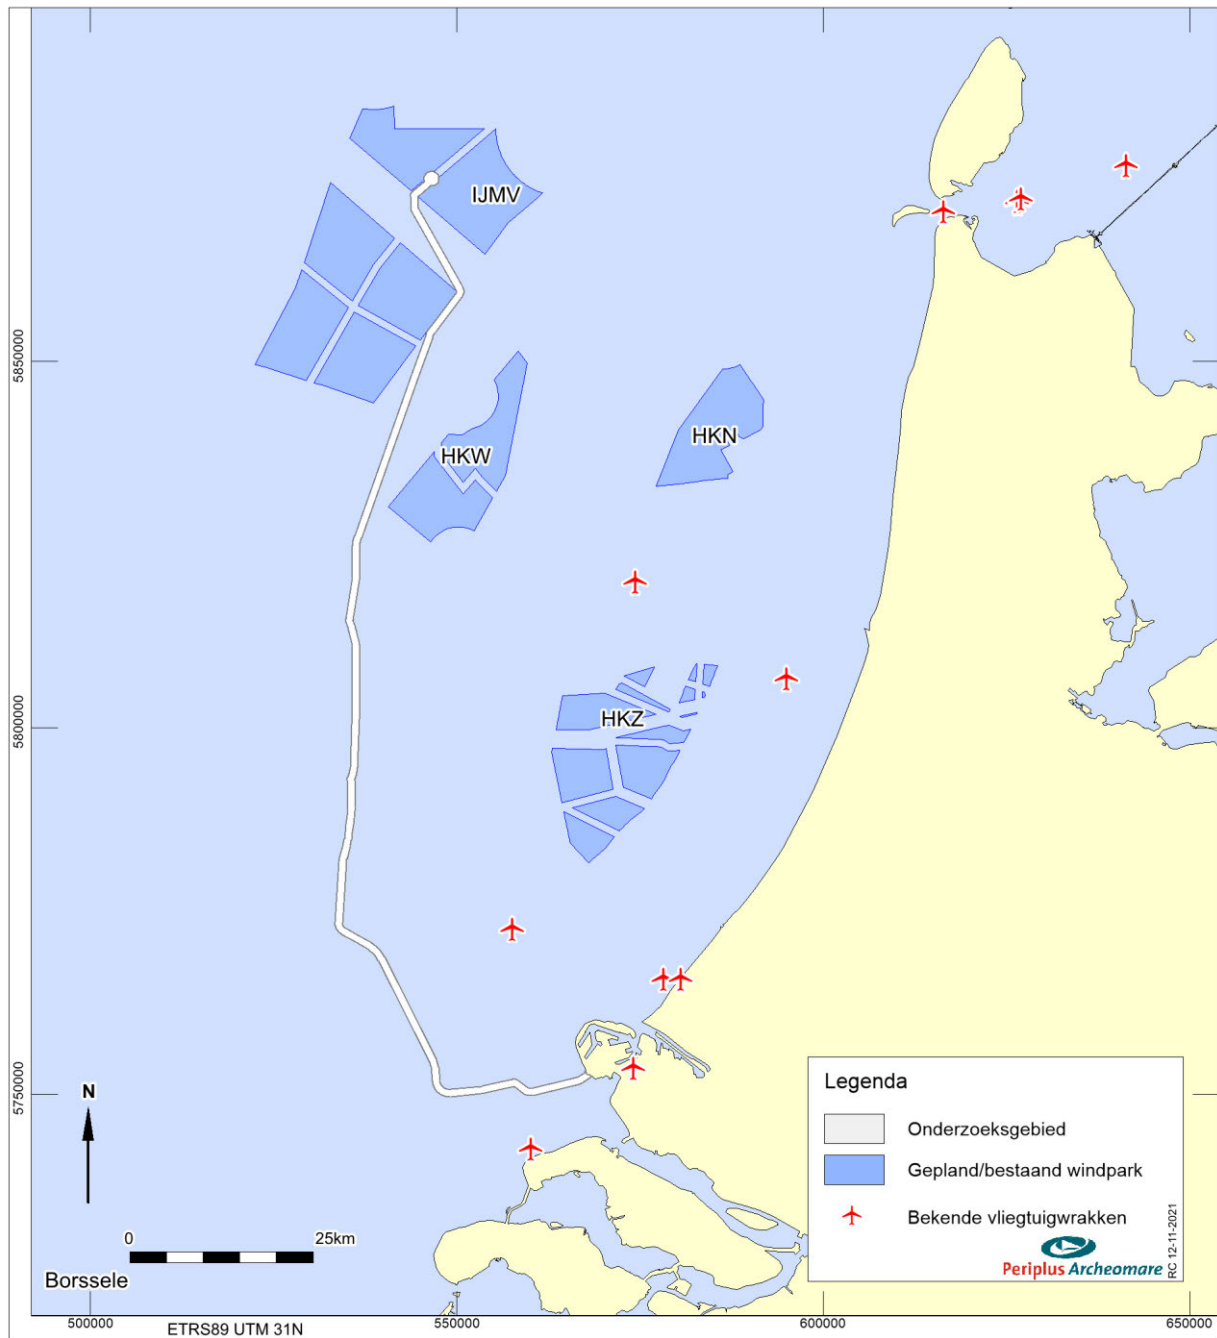 IJMV
5850000
HKN
HKW
HKZ
5800000
5750000
N
0 25km
Borssele
Legenda
Onderzoeksgebied
Gepland/bestaand windpark
Bekende vliegtuigwrakken
Periplus Archeomare
RC 12-11-2021
500000 550000 600000 650000
ETRS89 UTM 31N